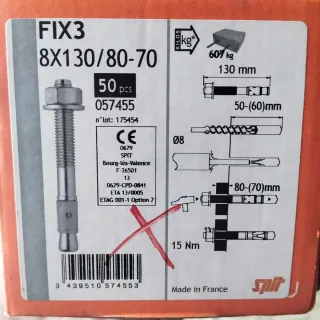 FIX3
8X130/80-70
50 pcs
057455
n°lot: 175454
CE
0679
SPIT
Bourg-lès-Valence
F-26501
13
0679-CPD-0841
ETA 13/0005
ETAG 001-1 Option 7
3 439510 574553
kg
130 mm
50-(60)mm
Ø8
80-(70)mm
15 Nm
Made in France
spit